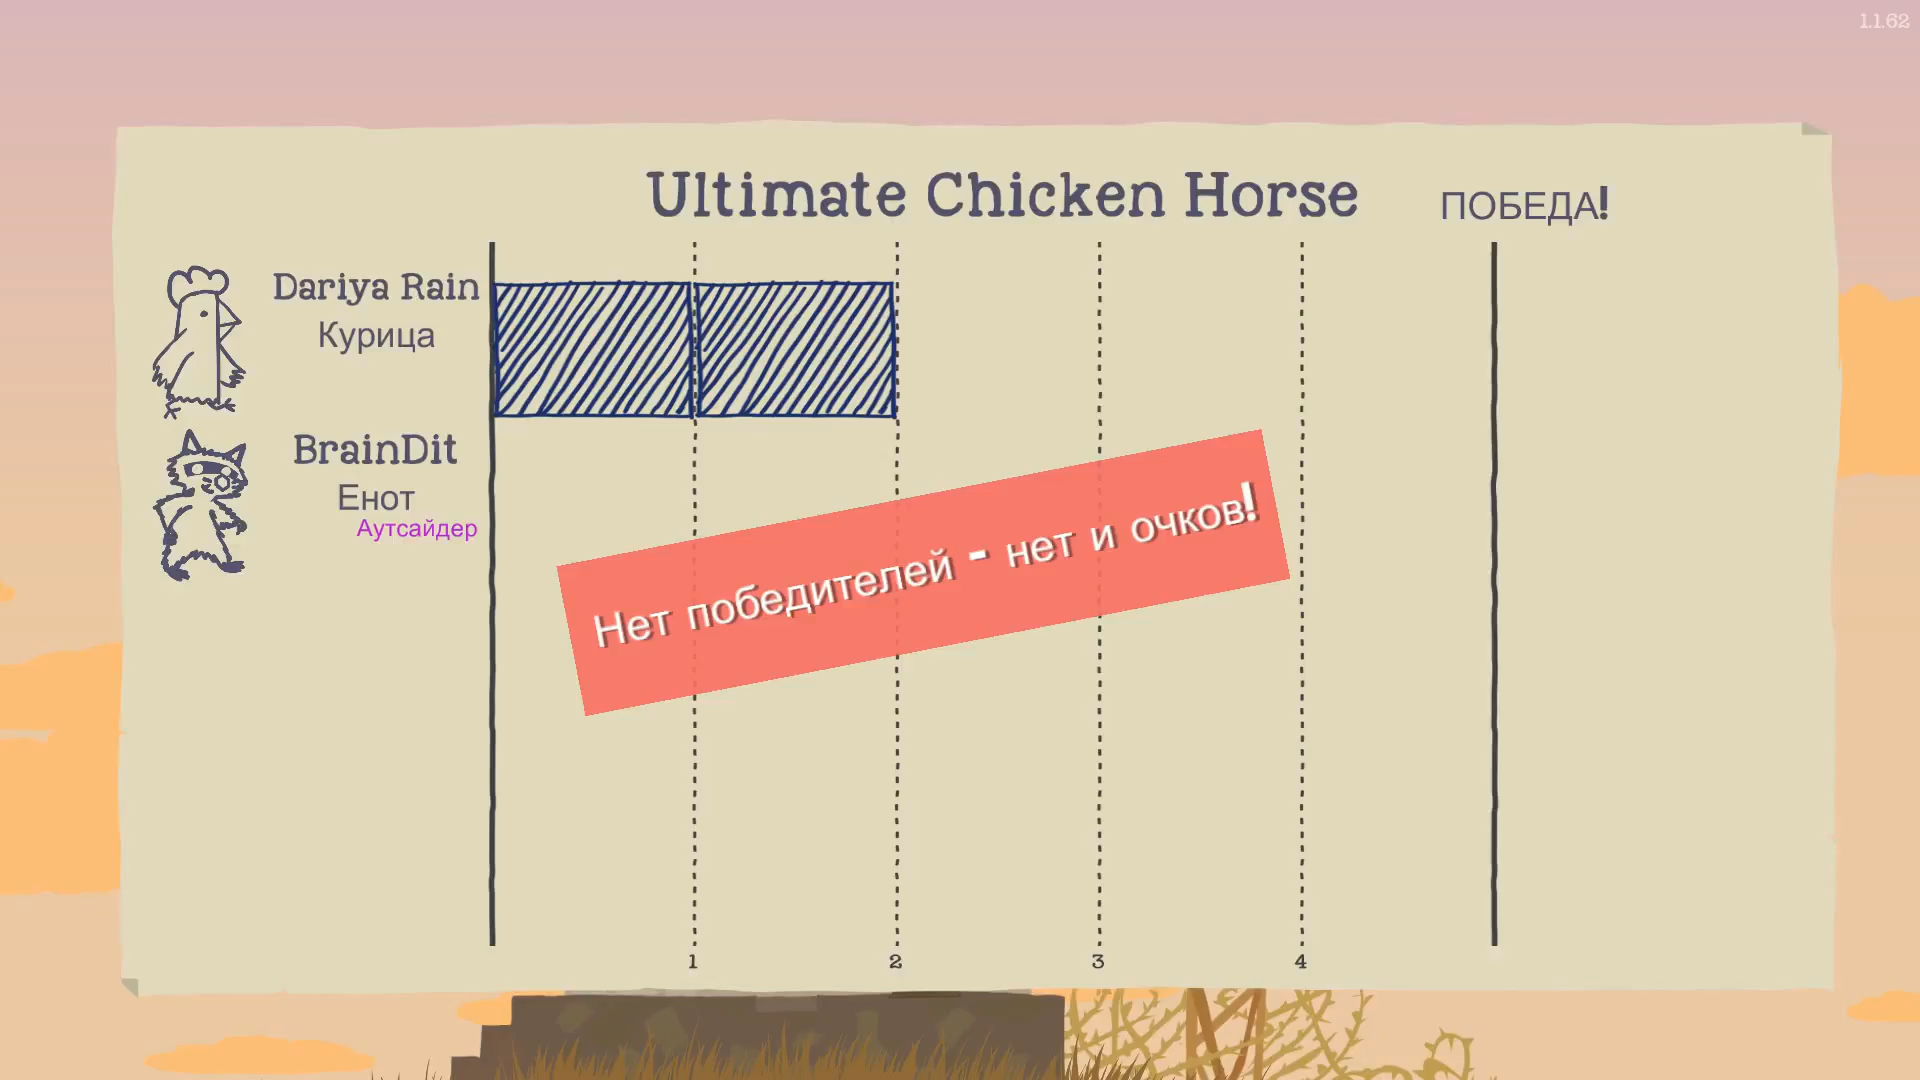 1.1.62
Ultimate Chicken Horse
ПОБЕДА!
Dariya Rain
Курица
BrainDit
Енот
Аутсайдер
Нет победителей - нет и очков!
1 2 3 4